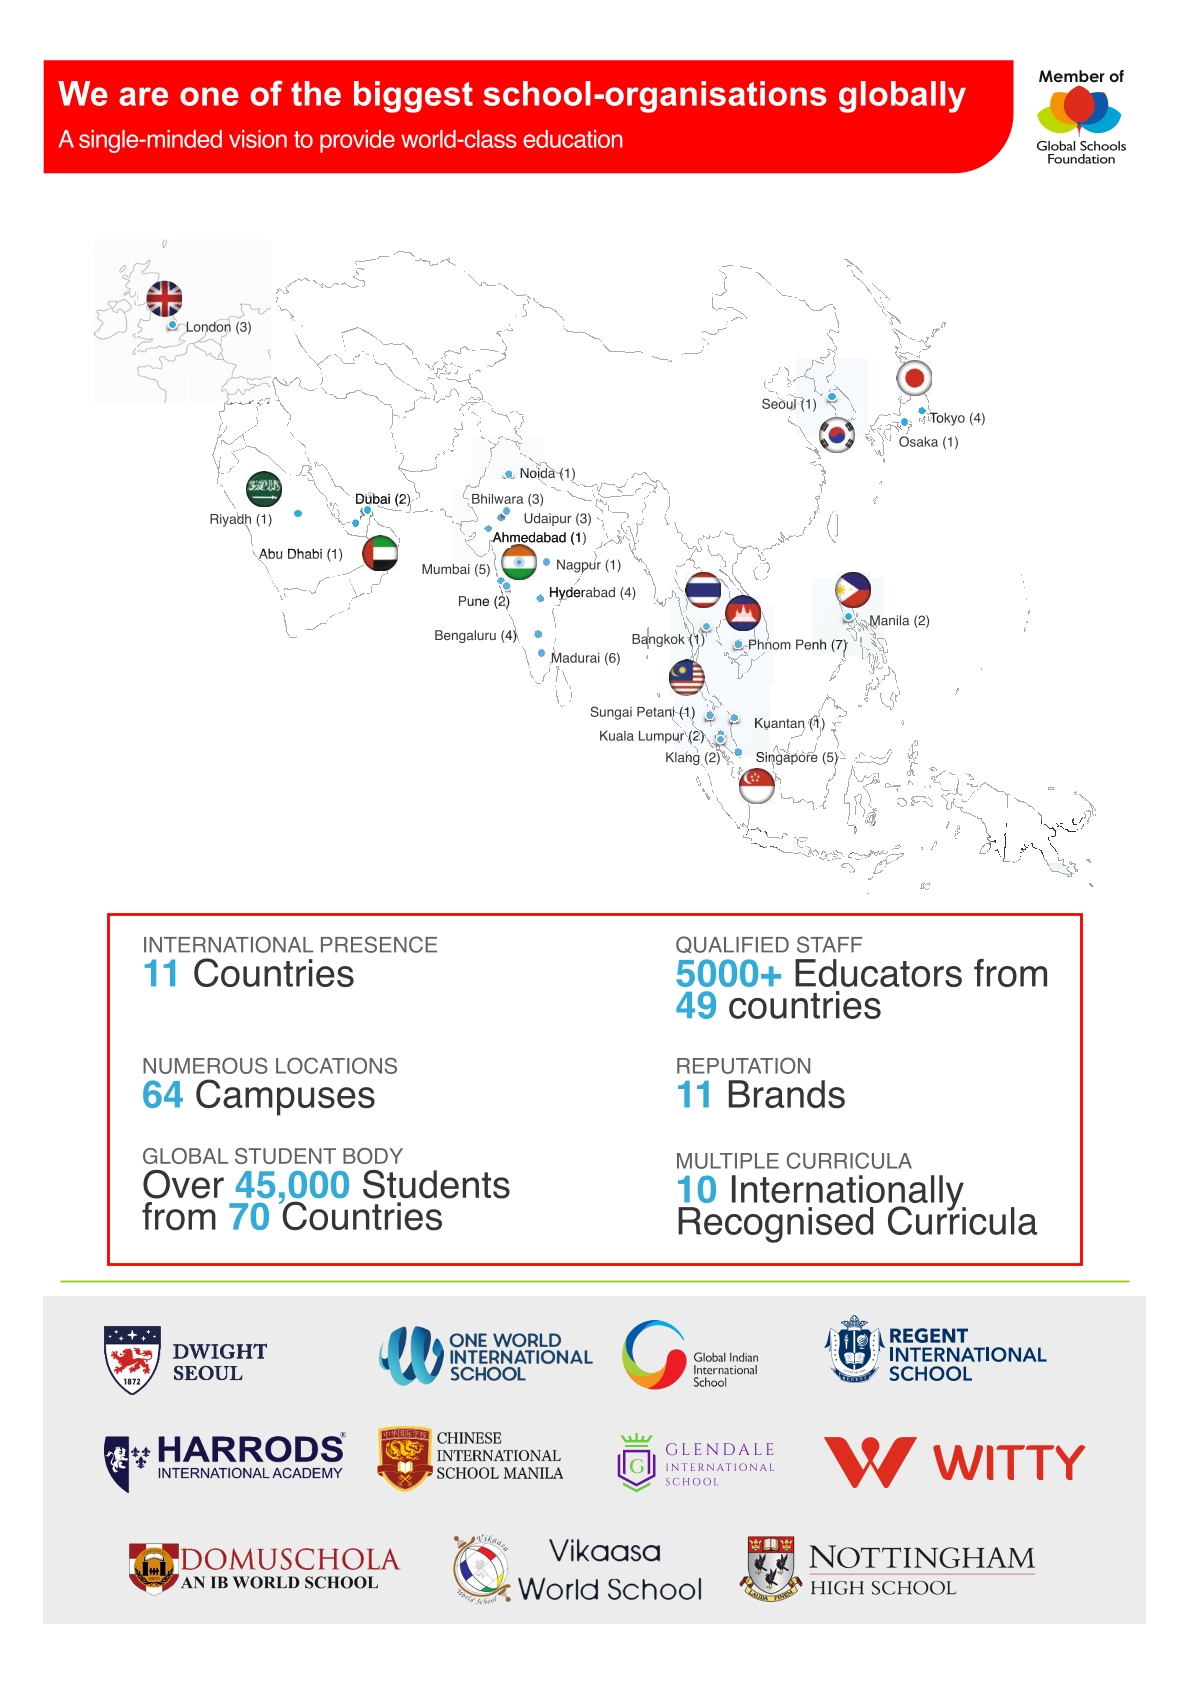 We are one of the biggest school-organisations globally
A single-minded vision to provide world-class education
Member of
Global Schools
Foundation
London (3)
Seoul (1)
Tokyo (4)
Osaka (1)
Noida (1)
Riyadh (1)
Dubai (2)
Bhilwara (3)
Udaipur (3)
Abu Dhabi (1)
Ahmedabad (1)
Mumbai (5)
Nagpur (1)
Pune (2)
Hyderabad (4)
Bengaluru (4)
Madurai (6)
Bangkok (1)
Phnom Penh (7)
Manila (2)
Sungai Petani (1)
Kuantan (1)
Kuala Lumpur (2)
Klang (2)
Singapore (5)
INTERNATIONAL PRESENCE
11 Countries
QUALIFIED STAFF
5000+ Educators from
49 countries
NUMEROUS LOCATIONS
64 Campuses
REPUTATION
11 Brands
GLOBAL STUDENT BODY
Over 45,000 Students
from 70 Countries
MULTIPLE CURRICULA
10 Internationally
Recognised Curricula
1872
DWIGHT
SEOUL
ONE WORLD
INTERNATIONAL
SCHOOL
Global Indian
International
School
REGENT
INTERNATIONAL
SCHOOL
HARRODS®
INTERNATIONAL ACADEMY
CHINESE
INTERNATIONAL
SCHOOL MANILA
G
GLENDALE
INTERNATIONAL
SCHOOL
WITTY
DOMUSCHOLA
AN IB WORLD SCHOOL
Vikaasa
World School
Vikaasa
World School
LAUDA FINEM
NOTTINGHAM
HIGH SCHOOL